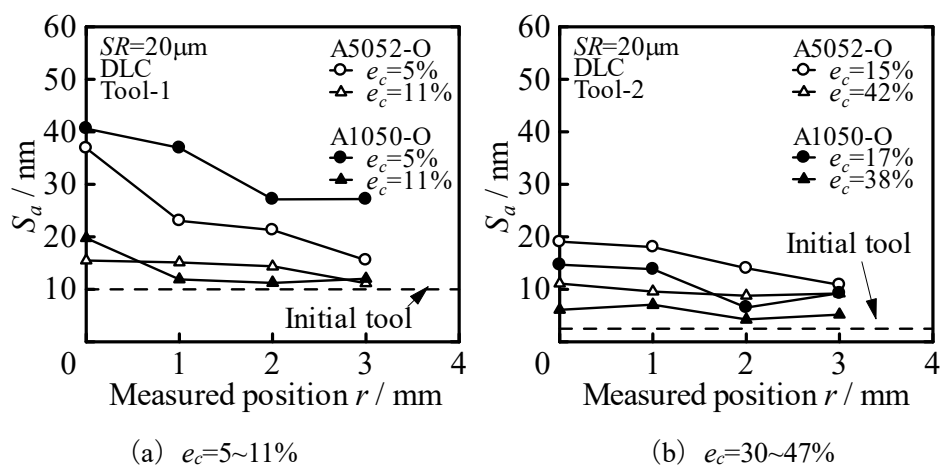 60
50
40
30
20
10
0
S_a / nm
SR=20μm
DLC
Tool-1
A5052-O
e_c=5%
e_c=11%
A1050-O
e_c=5%
e_c=11%
Initial tool
1 2 3 4
Measured position r / mm
(a) e_c=5~11%
60
50
40
30
20
10
0
S_a / nm
SR=20μm
DLC
Tool-2
A5052-O
e_c=15%
e_c=42%
A1050-O
e_c=17%
e_c=38%
Initial tool
1 2 3 4
Measured position r / mm
(b) e_c=30~47%